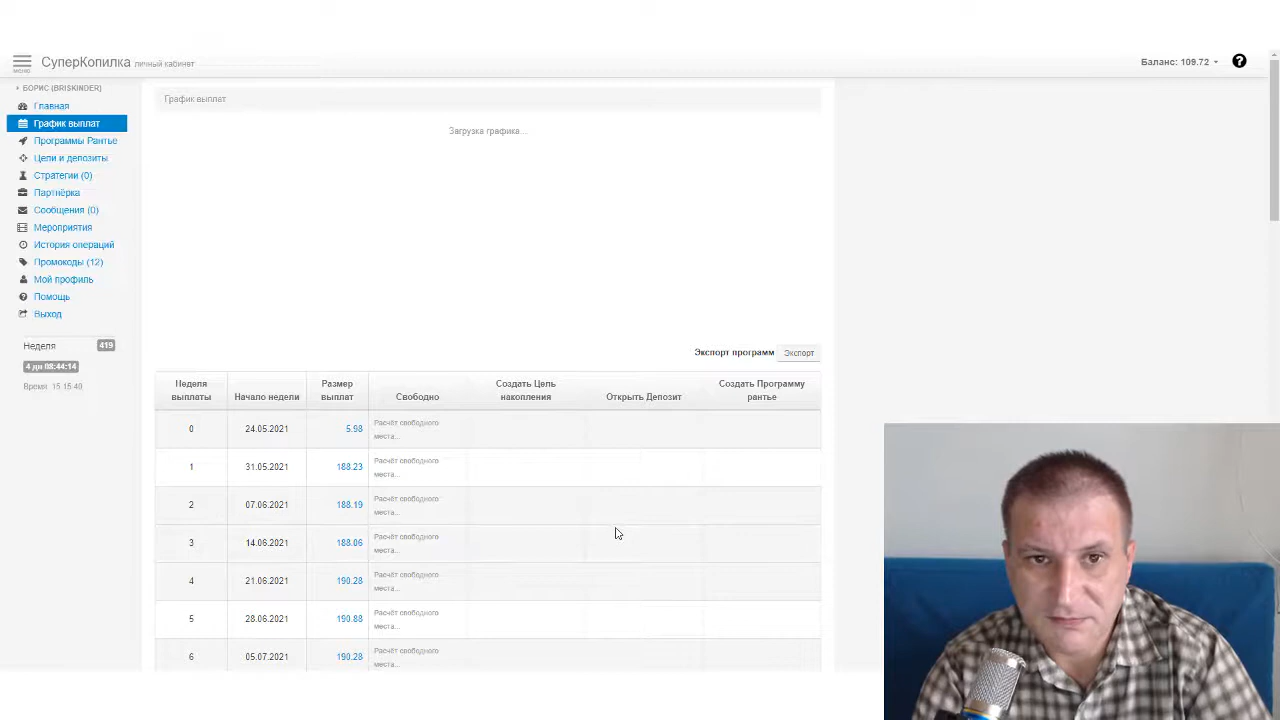 СуперКопилка личный кабинет
Баланс: 109.72
меню
БОРИС (BRISKINDER)
Главная
График выплат
Программы Рантье
Цели и депозиты
Стратегии (0)
Партнёрка
Сообщения (0)
Мероприятия
История операций
Промокоды (12)
Мой профиль
Помощь
Выход
Неделя 419
4 дн 08:44:14
Время: 15:15:48
График выплат
Загрузка графика...
Экспорт программ Экспорт
Неделя выплаты Начало недели Размер выплат Свободно Создать Цель накопления Открыть Депозит Создать Программу рантье
0 24.05.2021 5.98 Расчёт свободного места...
1 31.05.2021 188.23 Расчёт свободного места...
2 07.06.2021 188.19 Расчёт свободного места...
3 14.06.2021 188.06 Расчёт свободного места...
4 21.06.2021 190.28 Расчёт свободного места...
5 28.06.2021 190.88 Расчёт свободного места...
6 05.07.2021 190.28 Расчёт свободного места...